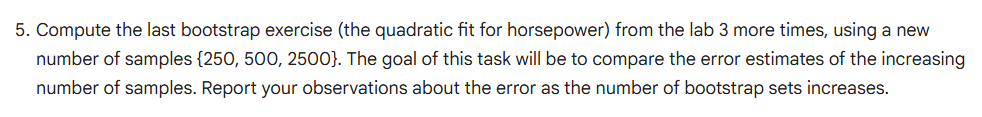 5. Compute the last bootstrap exercise (the quadratic fit for horsepower) from the lab 3 more times, using a new
number of samples {250, 500, 2500}. The goal of this task will be to compare the error estimates of the increasing
number of samples. Report your observations about the error as the number of bootstrap sets increases.